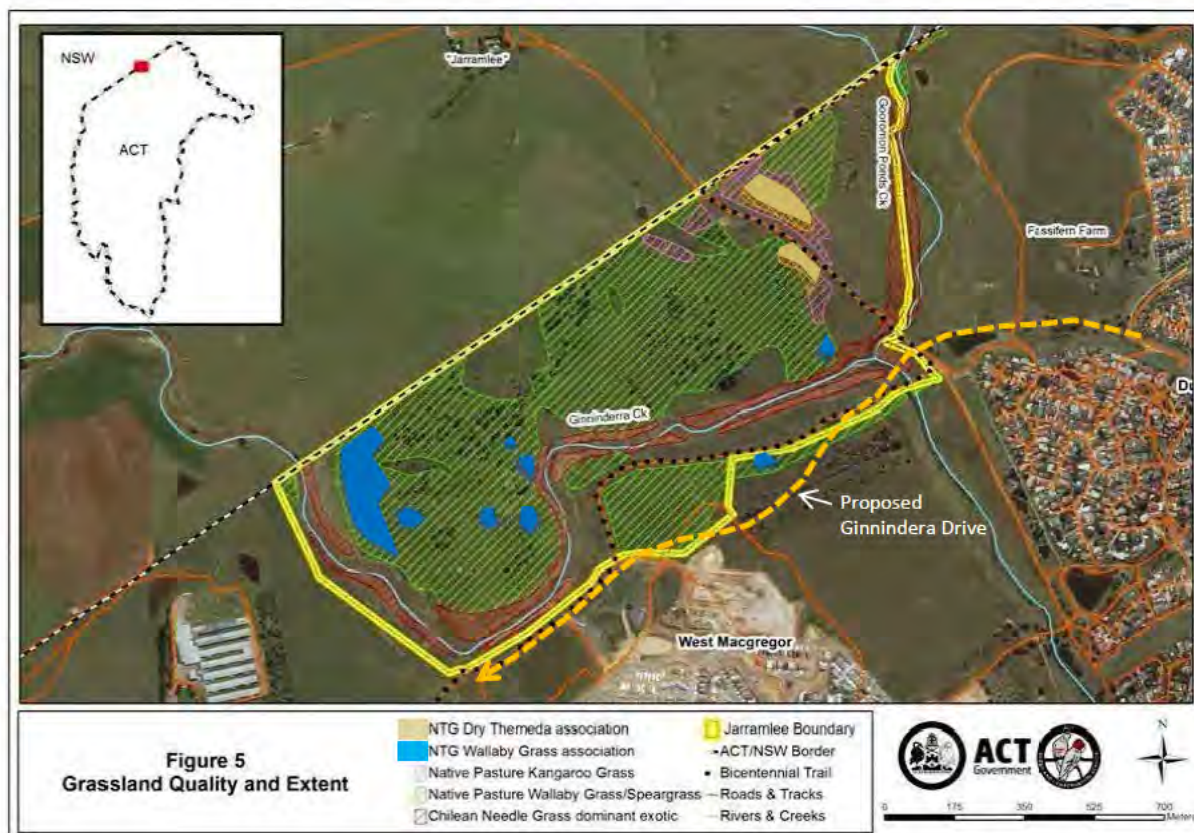 NSW
ACT
"Jarramlee"
Gooromon Ponds Ck
Fassifern Farm
Ginninderra Ck
Proposed
Ginnindera Drive
West Macgregor
Figure 5
Grassland Quality and Extent
NTG Dry Themeda association
NTG Wallaby Grass association
Native Pasture Kangaroo Grass
Native Pasture Wallaby Grass/Speargrass
Chilean Needle Grass dominant exotic
Jarramlee Boundary
ACT/NSW Border
Bicentennial Trail
Roads & Tracks
Rivers & Creeks
ACT
Government
N
0 175 350 525 700